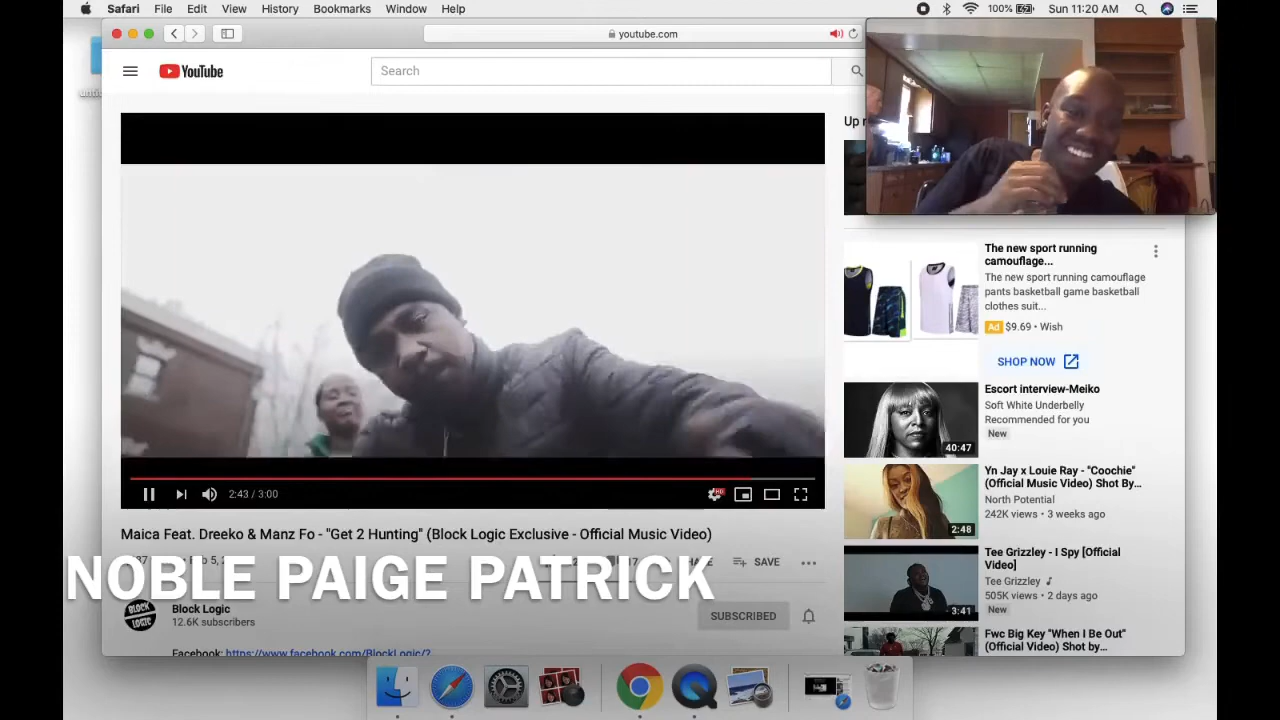 Safari File Edit View History Bookmarks Window Help 100% Sun 11:20 AM
youtube.com
YouTube
Search
Up
2:43 / 3:00
Maica Feat. Dreeko & Manz Fo - "Get 2 Hunting" (Block Logic Exclusive - Official Music Video)
SAVE
NOBLE PAIGE PATRICK
BLOCK
LOGIC
Block Logic
12.6K subscribers
SUBSCRIBED
Facebook: https://www.facebook.com/BlockLogic/?
The new sport running
camouflage...
The new sport running camouflage
pants basketball game basketball
clothes suit...
Ad $9.69 • Wish
SHOP NOW
Escort interview-Meiko
Soft White Underbelly
Recommended for you
New
40:47
Yn Jay x Louie Ray - "Coochie"
(Official Music Video) Shot By...
North Potential
242K views • 3 weeks ago
2:48
Tee Grizzley - I Spy [Official
Video]
Tee Grizzley
505K views • 2 days ago
New
3:41
Fwc Big Key "When I Be Out"
(Official Video) Shot by...